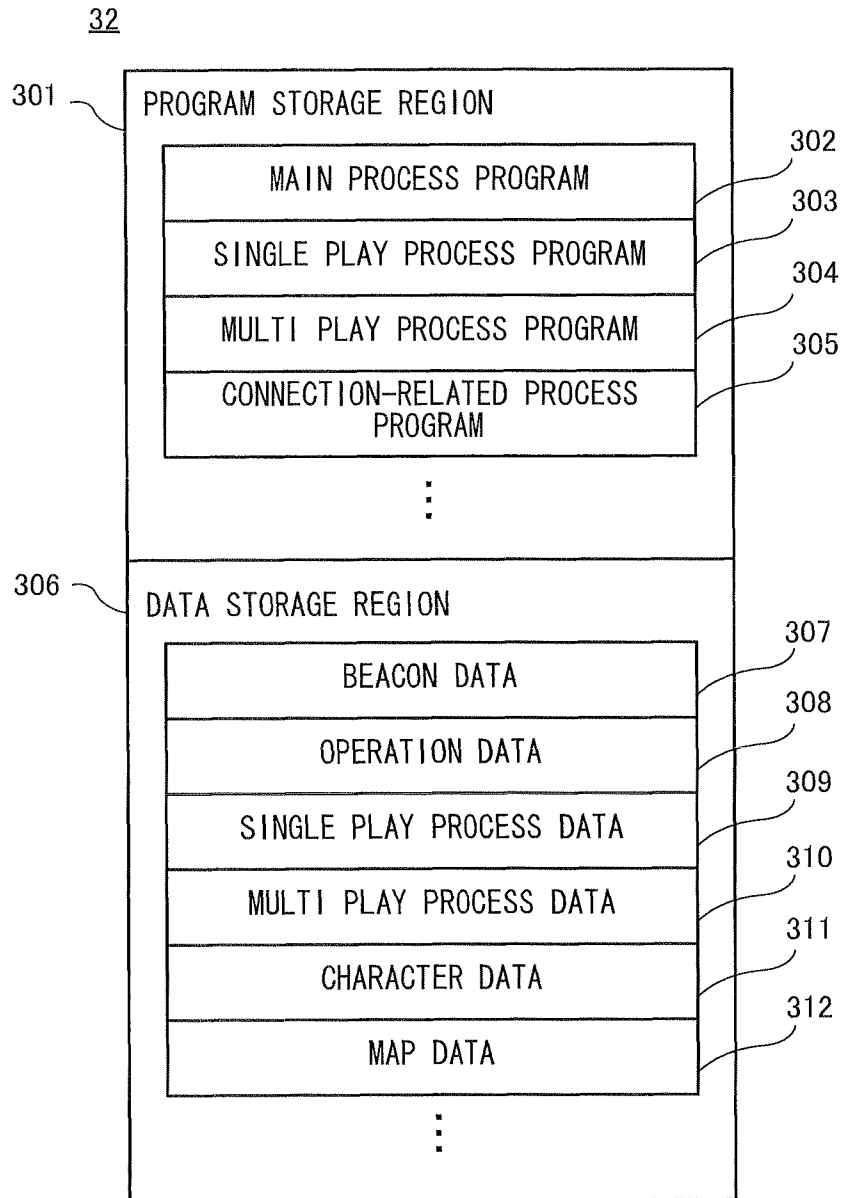 32
301
PROGRAM STORAGE REGION
302
MAIN PROCESS PROGRAM
303
SINGLE PLAY PROCESS PROGRAM
304
MULTI PLAY PROCESS PROGRAM
305
CONNECTION-RELATED PROCESS
PROGRAM
306
DATA STORAGE REGION
307
BEACON DATA
308
OPERATION DATA
309
SINGLE PLAY PROCESS DATA
310
MULTI PLAY PROCESS DATA
311
CHARACTER DATA
312
MAP DATA